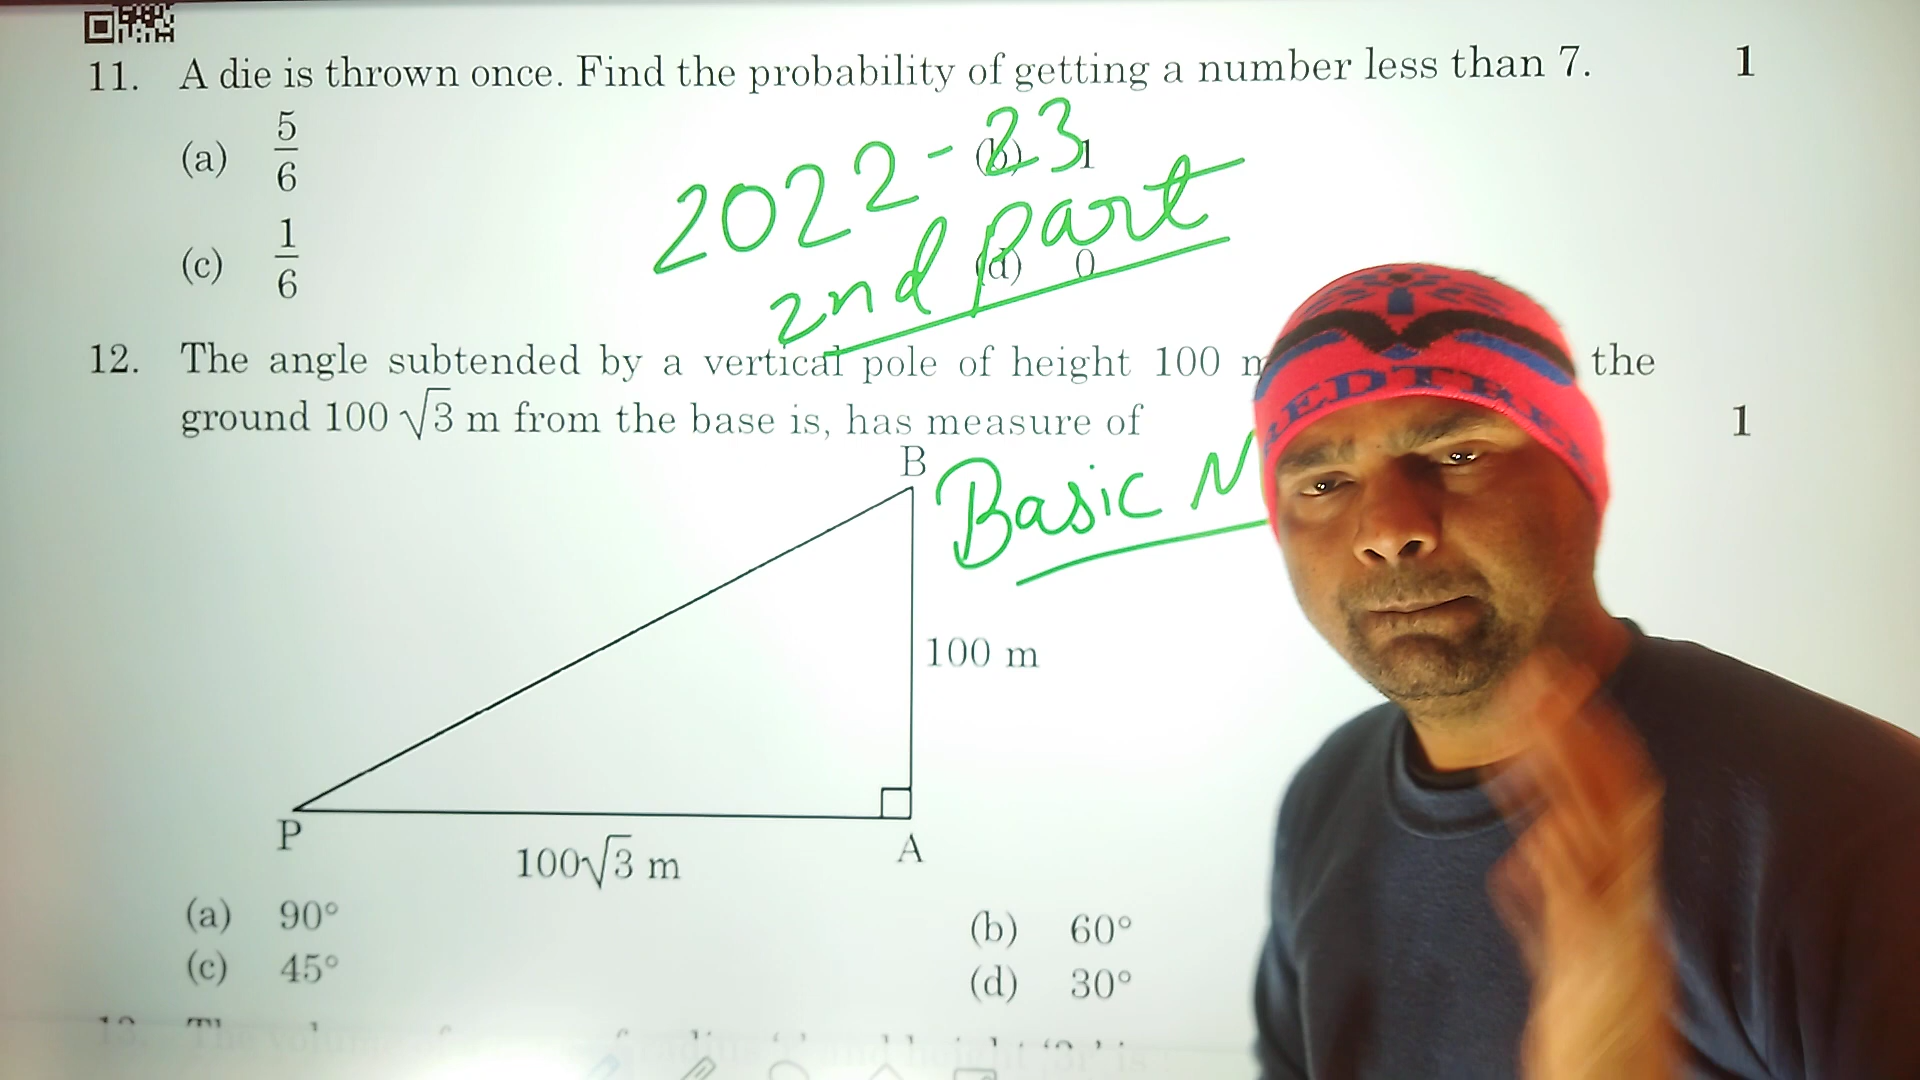 11. A die is thrown once. Find the probability of getting a number less than 7. 1
(a) 5/6
(b) 1
(c) 1/6
(d) 0
2022-23
2nd part
12. The angle subtended by a vertical pole of height 100 the
ground 100 √3 m from the base is, has measure of 1
B
Basic
100 m
P
A
100√3 m
(a) 90°
(b) 60°
(c) 45°
(d) 30°